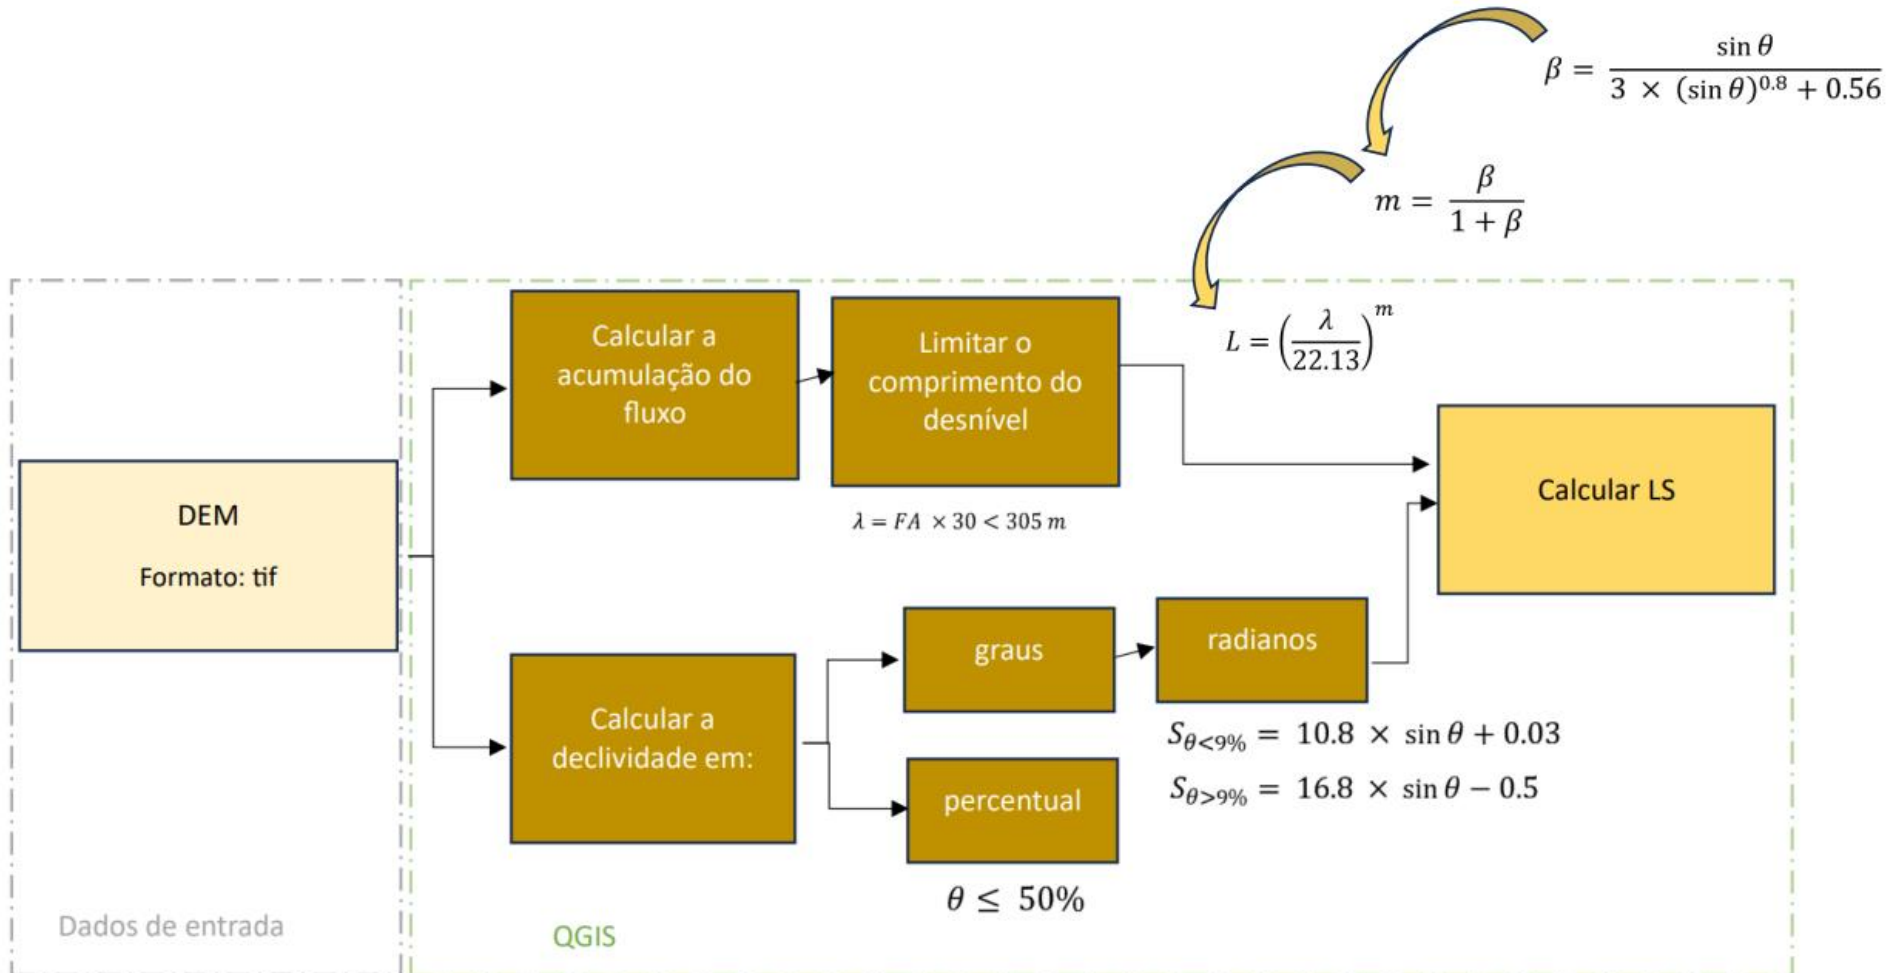 β = sin θ / (3 × (sin θ)^0.8 + 0.56)
m = β / (1 + β)
L = (λ / 22.13)^m
DEM
Formato: tif
Calcular a
acumulação do
fluxo
Limitar o
comprimento do
desnível
λ = FA × 30 < 305 m
Calcular a
declividade em:
graus
radianos
percentual
θ ≤ 50%
S_θ<9% = 10.8 × sin θ + 0.03
S_θ>9% = 16.8 × sin θ − 0.5
Calcular LS
Dados de entrada
QGIS